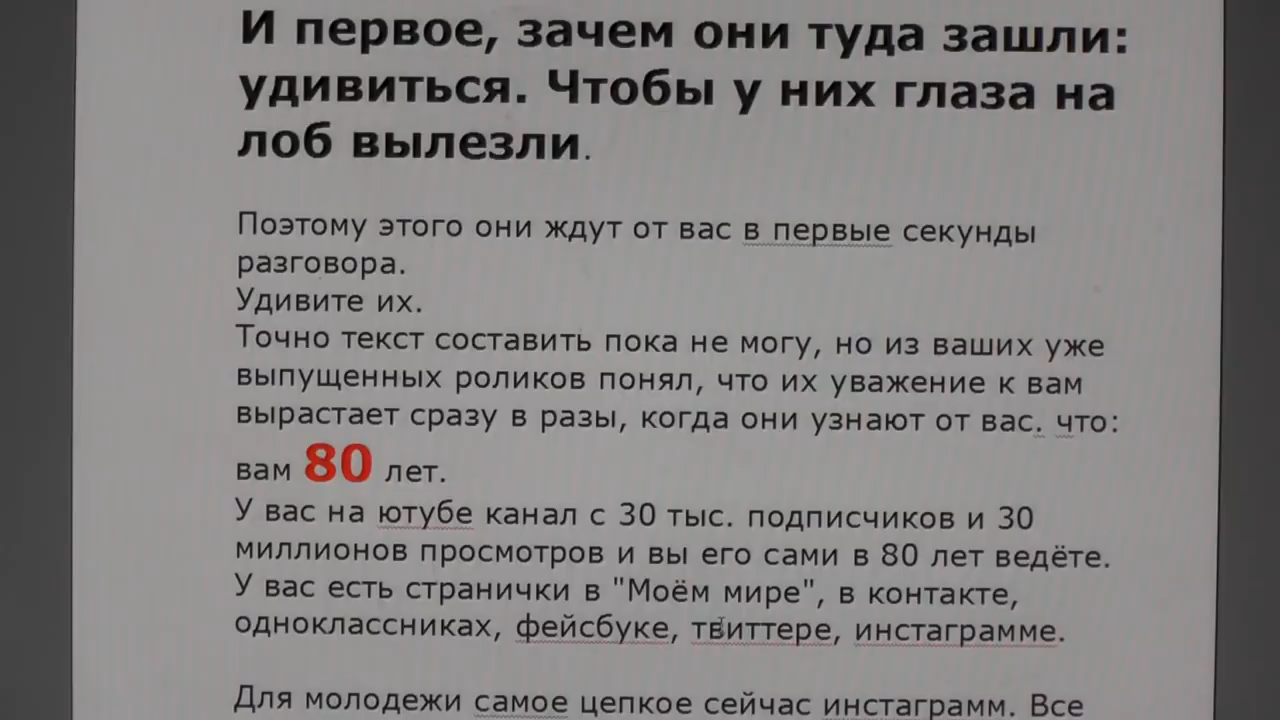 И первое, зачем они туда зашли:
удивиться. Чтобы у них глаза на
лоб вылезли.
Поэтому этого они ждут от вас в первые секунды
разговора.
Удивите их.
Точно текст составить пока не могу, но из ваших уже
выпущенных роликов понял, что их уважение к вам
вырастает сразу в разы, когда они узнают от вас. что:
вам 80 лет.
У вас на ютубе канал с 30 тыс. подписчиков и 30
миллионов просмотров и вы его сами в 80 лет ведёте.
У вас есть странички в "Моём мире", в контакте,
одноклассниках, фейсбуке, твиттере, инстаграмме.
Для молодежи самое цепкое сейчас инстаграмм. Все